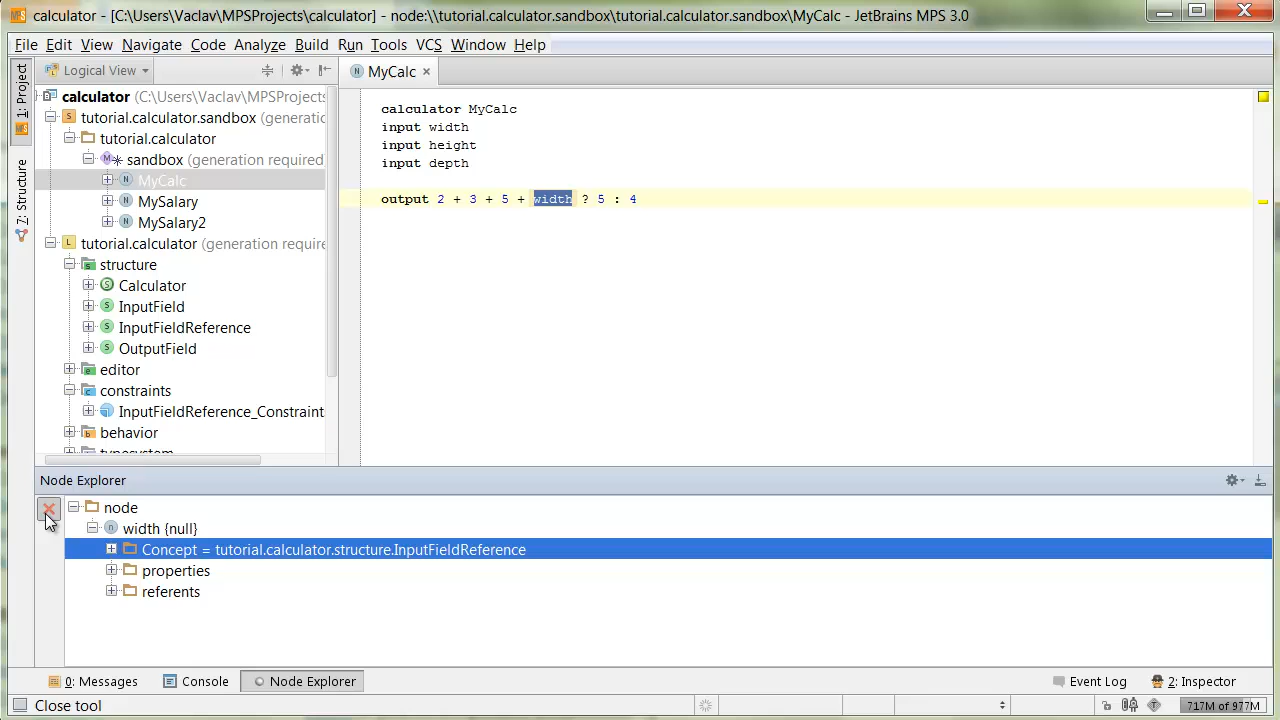 calculator - [C:\Users\Vaclav\MPSProjects\calculator] - node:\\tutorial.calculator.sandbox\tutorial.calculator.sandbox\MyCalc - JetBrains MPS 3.0
File Edit View Navigate Code Analyze Build Run Tools VCS Window Help
1: Project
7: Structure
Logical View
calculator (C:\Users\Vaclav\MPSProjects
tutorial.calculator.sandbox (generatio
tutorial.calculator
sandbox (generation required)
MyCalc
MySalary
MySalary2
tutorial.calculator (generation require
structure
Calculator
InputField
InputFieldReference
OutputField
editor
constraints
InputFieldReference_Constraint
behavior
typesystem
MyCalc
calculator MyCalc
input width
input height
input depth
output 2 + 3 + 5 + width ? 5 : 4
Node Explorer
node
width {null}
Concept = tutorial.calculator.structure.InputFieldReference
properties
referents
0: Messages Console Node Explorer Event Log 2: Inspector
Close tool 717M of 977M